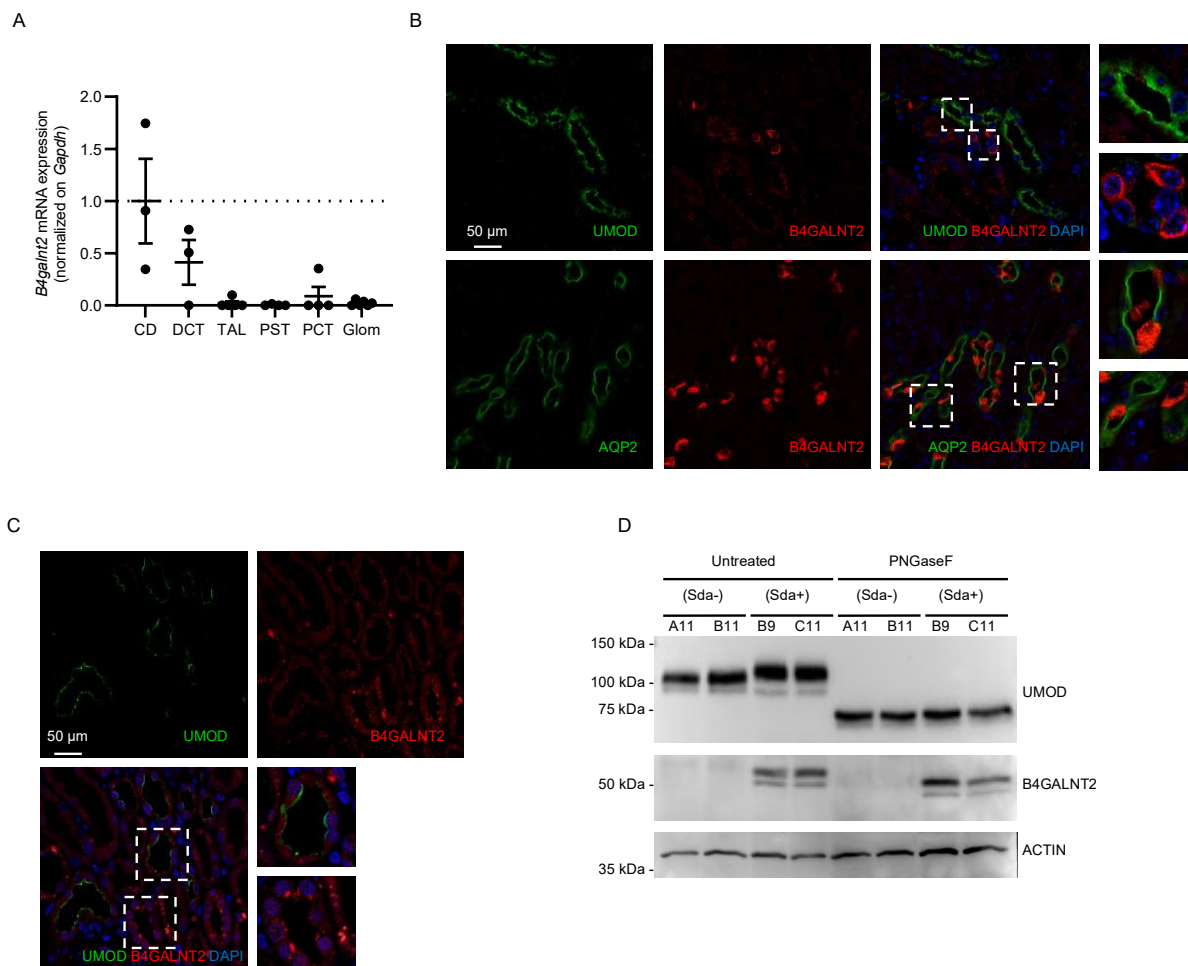 A
B4galnt2 mRNA expression
(normalized on Gapdh)
2.0
1.5
1.0
0.5
0.0
CD DCT TAL PST PCT Glom
B
50 µm
UMOD
B4GALNT2
UMOD B4GALNT2 DAPI
AQP2
B4GALNT2
AQP2 B4GALNT2 DAPI
C
50 µm
UMOD
B4GALNT2
UMOD B4GALNT2 DAPI
D
Untreated PNGaseF
(Sda-) (Sda+) (Sda-) (Sda+)
A11 B11 B9 C11 A11 B11 B9 C11
150 kDa -
100 kDa -
75 kDa -
UMOD
50 kDa -
B4GALNT2
35 kDa -
ACTIN